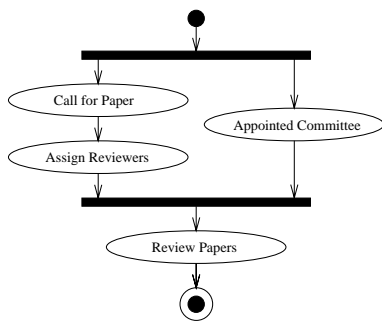 Call for Paper
Appointed Committee
Assign Reviewers
Review Papers